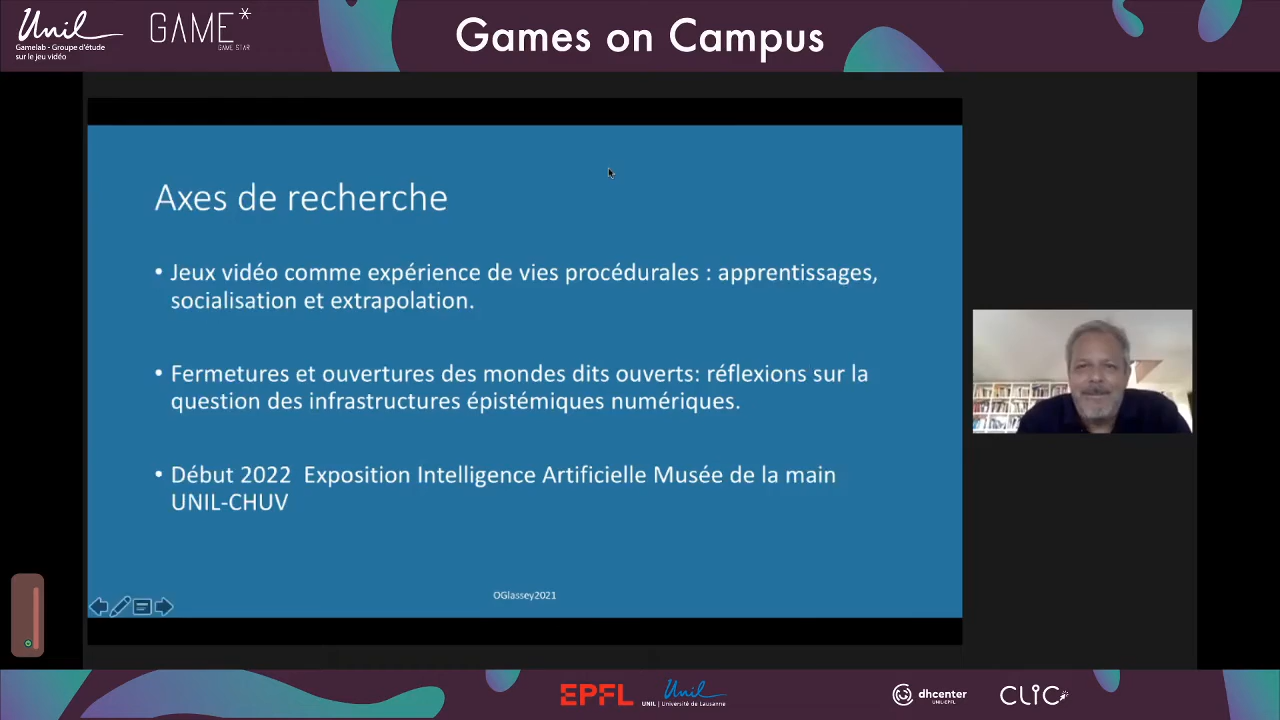 Unil
Gamelab - Groupe d'étude
sur le jeu vidéo
GAME*
GAME STAR
Games on Campus
Axes de recherche
• Jeux vidéo comme expérience de vies procédurales : apprentissages,
socialisation et extrapolation.
• Fermetures et ouvertures des mondes dits ouverts: réflexions sur la
question des infrastructures épistémiques numériques.
• Début 2022 Exposition Intelligence Artificielle Musée de la main
UNIL-CHUV
OGlassey2021
EPFL
Unil
UNIL | Université de Lausanne
dhcenter
UNIL-EPFL
CLIC